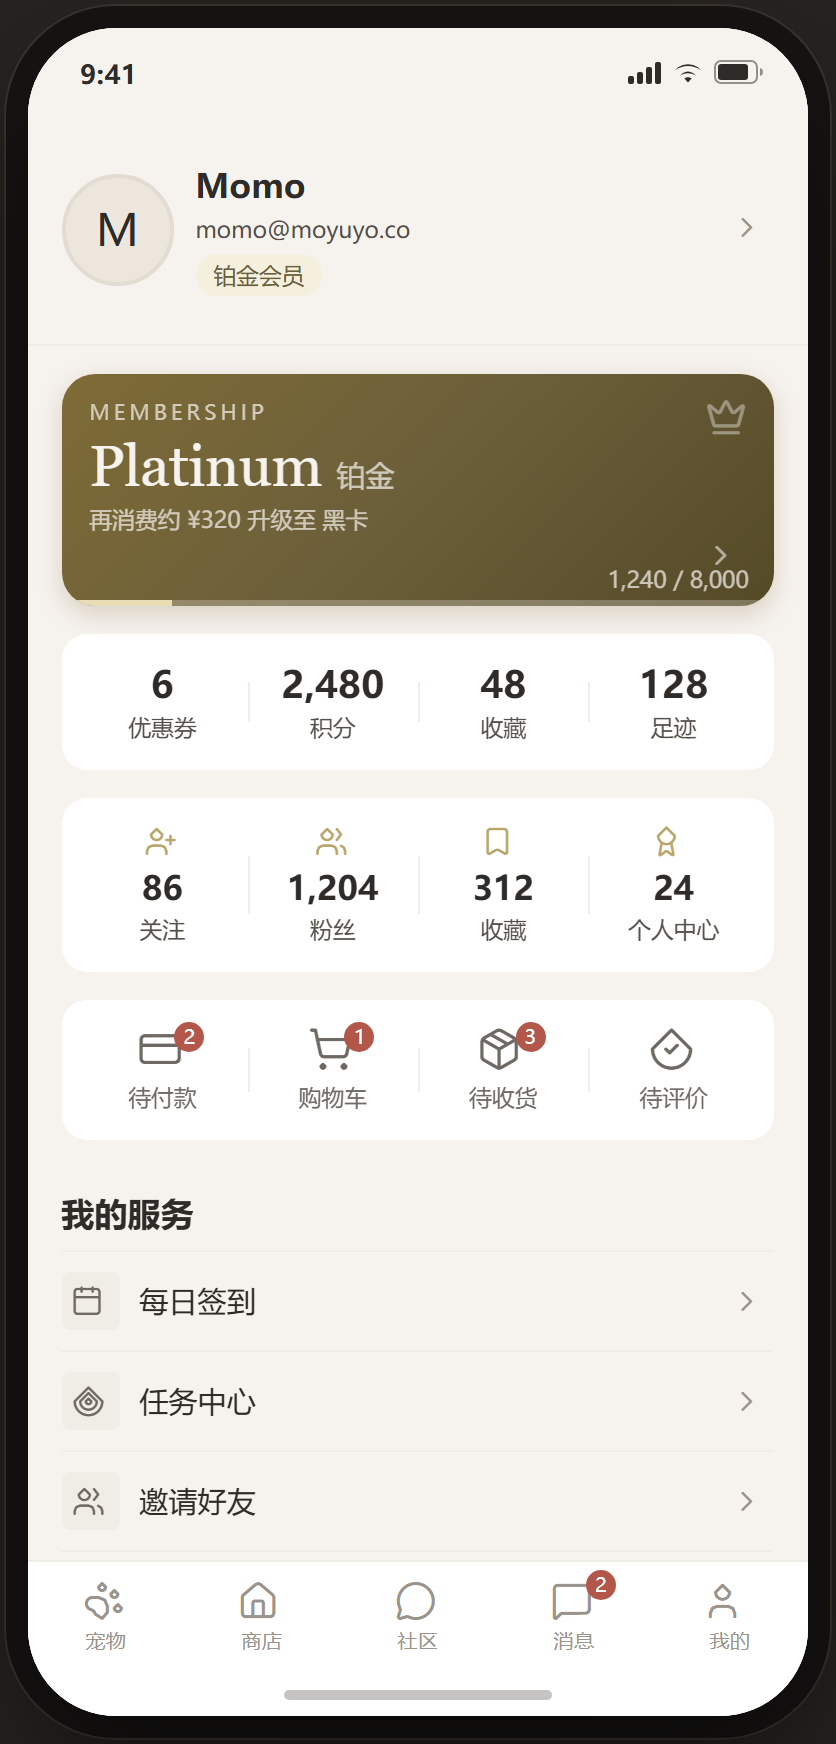 9:41
M
Momo
momo@moyuyo.co
铂金会员
MEMBERSHIP
Platinum 铂金
再消费约 ¥320 升级至 黑卡
1,240 / 8,000
6 2,480 48 128
优惠券 积分 收藏 足迹
86 1,204 312 24
关注 粉丝 收藏 个人中心
2 1 3
待付款 购物车 待收货 待评价
我的服务
每日签到
任务中心
邀请好友
2
宠物 商店 社区 消息 我的